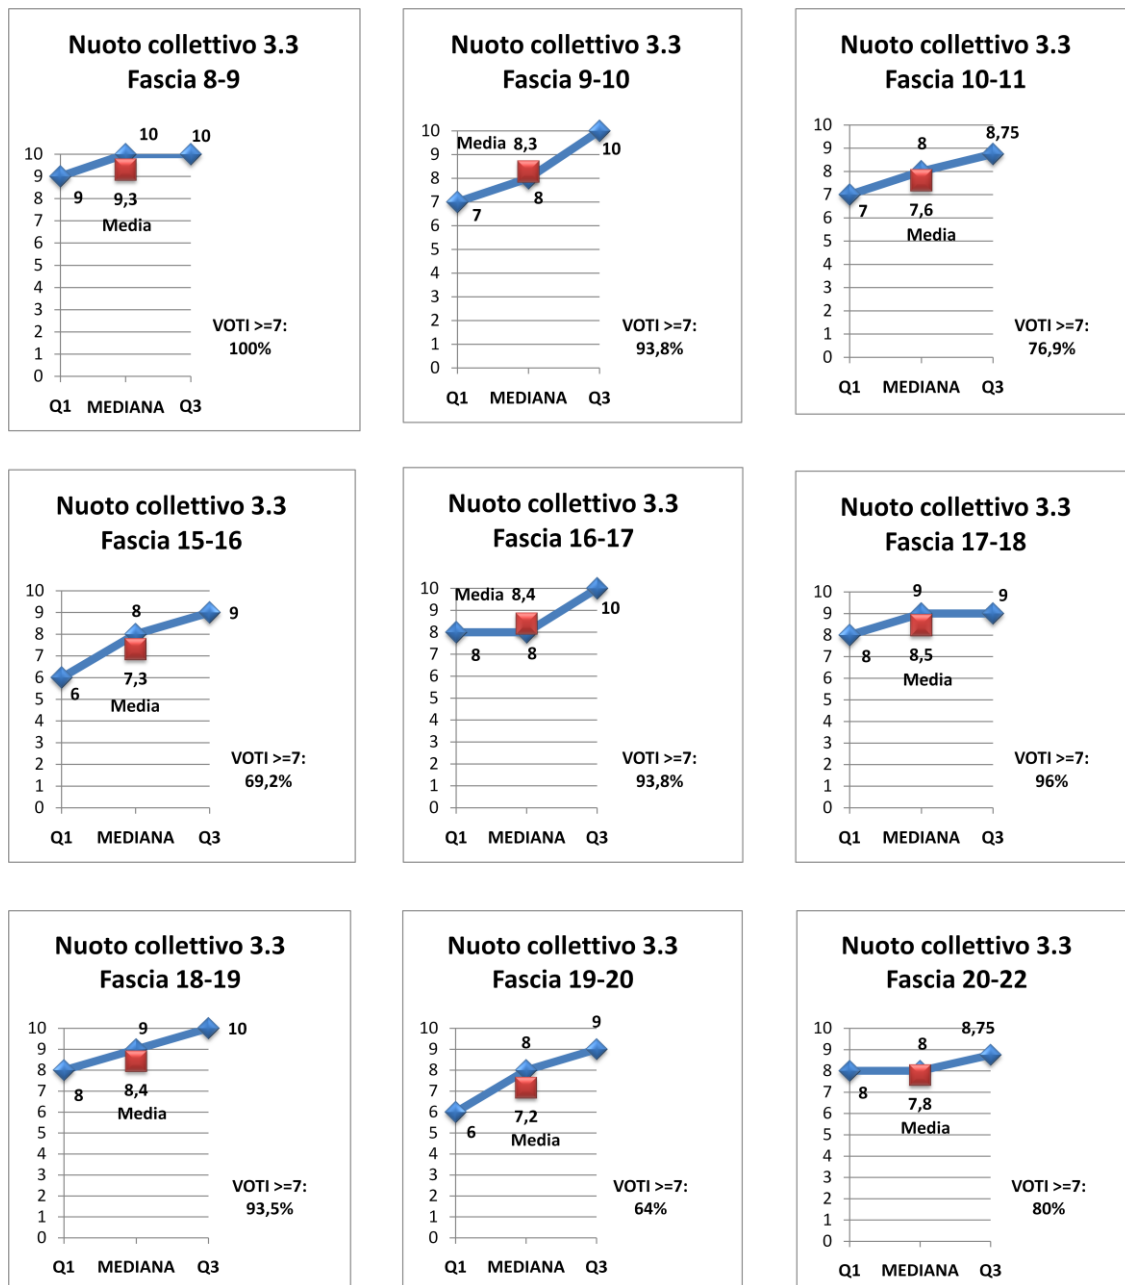 Nuoto collettivo 3.3
Fascia 8-9
10 10
10
9
8
7
6
5
4
3
2
1
0
9 9,3
Media
VOTI >=7:
100%
Q1 MEDIANA Q3
Nuoto collettivo 3.3
Fascia 9-10
10
9
8
7
6
5
4
3
2
1
0
Media 8,3
10
7 8
VOTI >=7:
93,8%
Q1 MEDIANA Q3
Nuoto collettivo 3.3
Fascia 10-11
8 8,75
10
9
8
7
6
5
4
3
2
1
0
7 7,6
Media
VOTI >=7:
76,9%
Q1 MEDIANA Q3
Nuoto collettivo 3.3
Fascia 15-16
10
9
8
7
6
5
4
3
2
1
0
8 9
6 7,3
Media
VOTI >=7:
69,2%
Q1 MEDIANA Q3
Nuoto collettivo 3.3
Fascia 16-17
10
9
8
7
6
5
4
3
2
1
0
Media 8,4
10
8 8
VOTI >=7:
93,8%
Q1 MEDIANA Q3
Nuoto collettivo 3.3
Fascia 17-18
10
9
8
7
6
5
4
3
2
1
0
9 9
8 8,5
Media
VOTI >=7:
96%
Q1 MEDIANA Q3
Nuoto collettivo 3.3
Fascia 18-19
10
9
8
7
6
5
4
3
2
1
0
9 10
8 8,4
Media
VOTI >=7:
93,5%
Q1 MEDIANA Q3
Nuoto collettivo 3.3
Fascia 19-20
10
9
8
7
6
5
4
3
2
1
0
8 9
6 7,2
Media
VOTI >=7:
64%
Q1 MEDIANA Q3
Nuoto collettivo 3.3
Fascia 20-22
10
9
8
7
6
5
4
3
2
1
0
8 8,75
8 7,8
Media
VOTI >=7:
80%
Q1 MEDIANA Q3